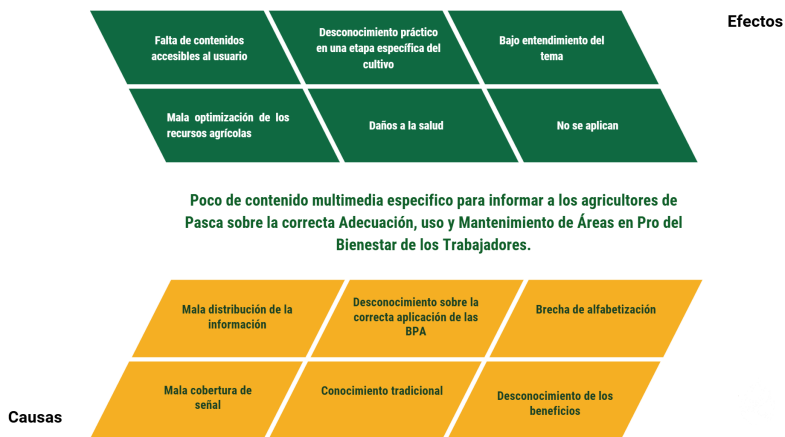 Efectos
Falta de contenidos
accesibles al usuario
Desconocimiento práctico
en una etapa específica del
cultivo
Bajo entendimiento del
tema
Mala optimización de los
recursos agrícolas
Daños a la salud
No se aplican
Poco de contenido multimedia especifico para informar a los agricultores de
Pasca sobre la correcta Adecuación, uso y Mantenimiento de Áreas en Pro del
Bienestar de los Trabajadores.
Mala distribución de la
información
Desconocimiento sobre la
correcta aplicación de las
BPA
Brecha de alfabetización
Mala cobertura de
señal
Conocimiento tradicional
Desconocimiento de los
beneficios
Causas